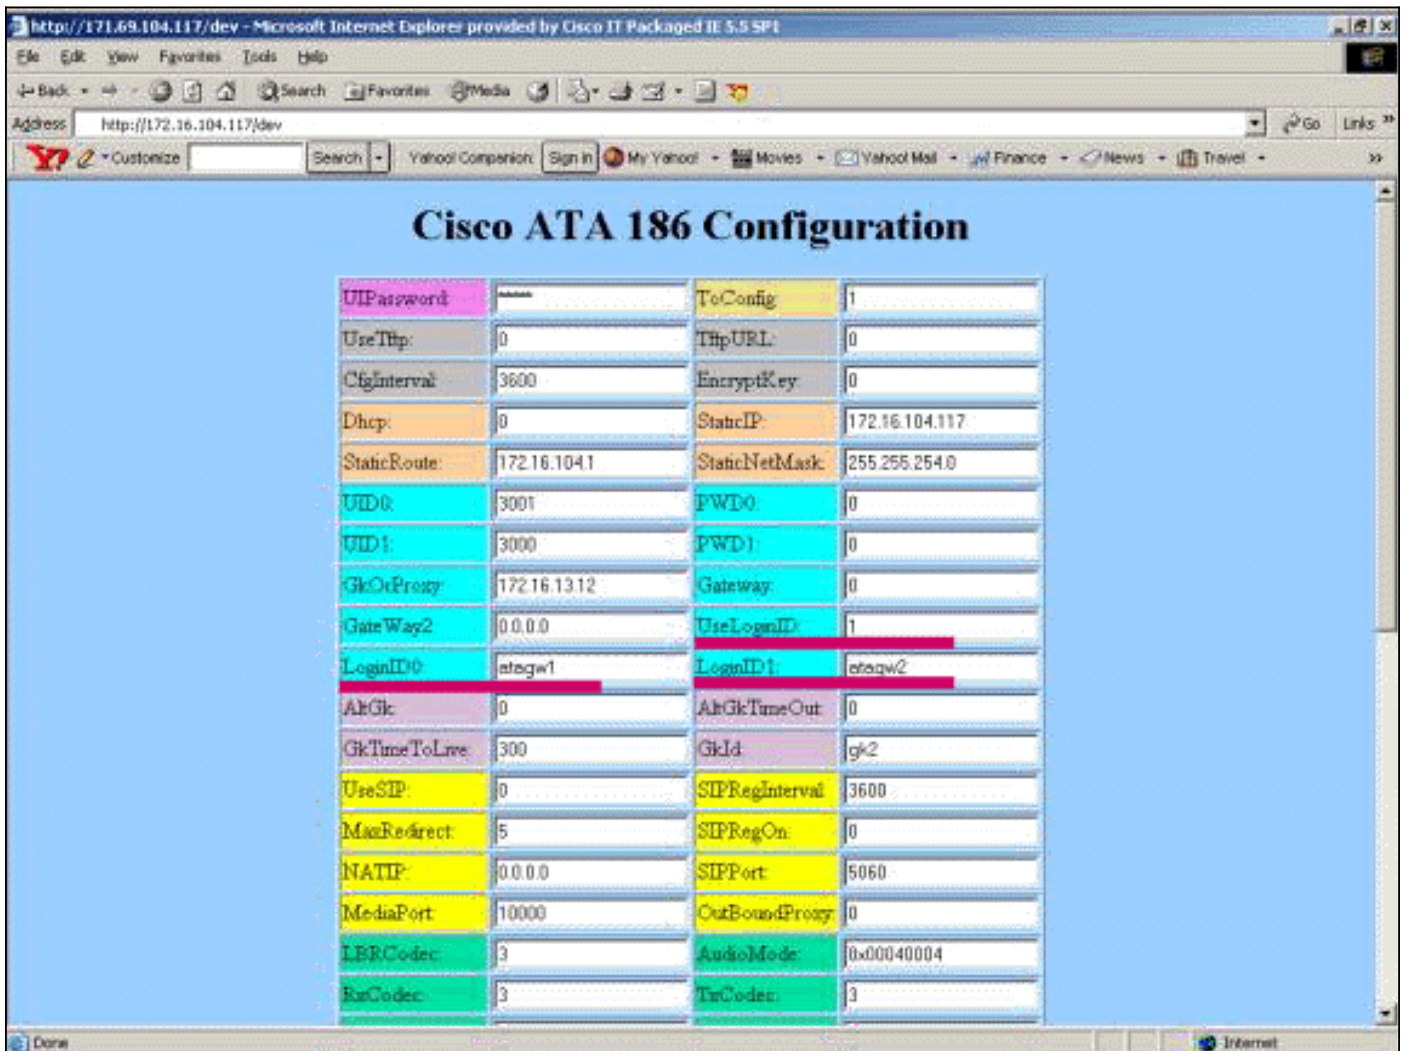 http://171.69.104.117/dev - Microsoft Internet Explorer provided by Cisco IT Packaged IE 5.5 SP1
File Edit View Favorites Tools Help
Back Search Favorites Media
Address http://172.16.104.117/dev Go Links »
Y! Customize Search Yahoo! Companion: Sign in My Yahoo! Movies Yahoo! Mail Finance News Travel »
Cisco ATA 186 Configuration
UIPassword: ***** ToConfig: 1
UseTftp: 0 TftpURL: 0
CfgInterval: 3600 EncryptKey: 0
Dhcp: 0 StaticIP: 172.16.104.117
StaticRoute: 172.16.104.1 StaticNetMask: 255.255.254.0
UID0: 3001 PWD0: 0
UID1: 3000 PWD1: 0
GkOrProxy: 172.16.13.12 Gateway: 0
GateWay2: 0.0.0.0 UseLoginID: 1
LoginID0: atagw1 LoginID1: atagw2
AltGk: 0 AltGkTimeOut: 0
GkTimeToLive: 300 GkId: gk2
UseSIP: 0 SIPRegInterval: 3600
MaxRedirect: 5 SIPRegOn: 0
NATIP: 0.0.0.0 SIPPort: 5060
MediaPort: 10000 OutBoundProxy: 0
LBRCodec: 3 AudioMode: 0x00040004
RxCodec: 3 TxCodec: 3
Done Internet